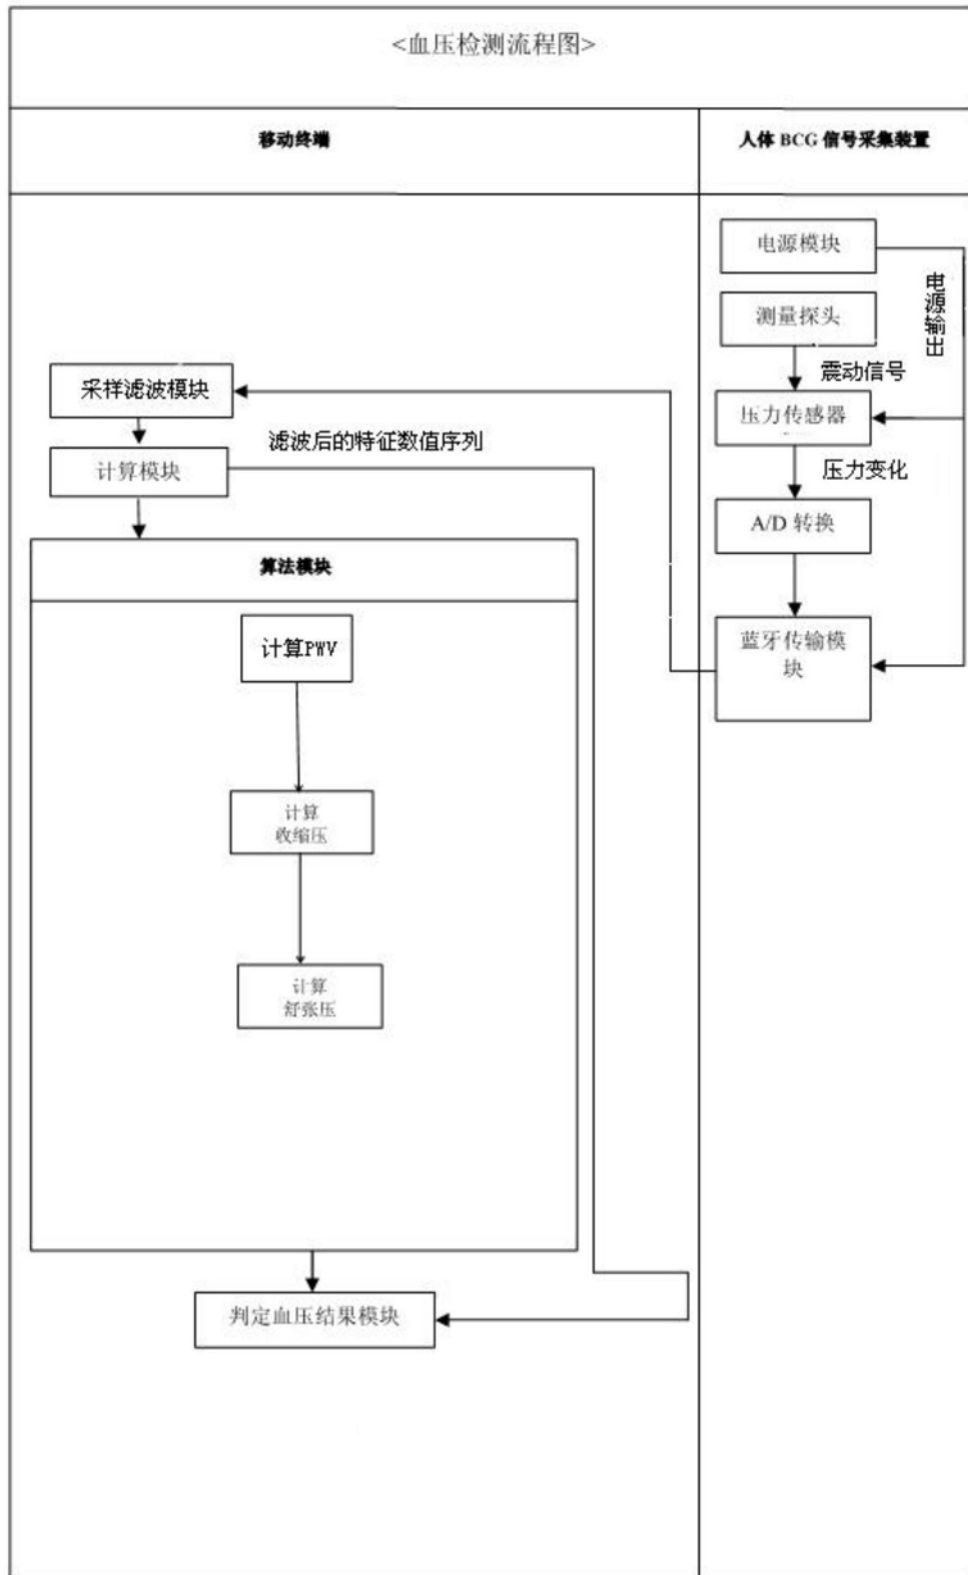 <血压检测流程图>
移动终端
人体 BCG 信号采集装置
电源模块
电源输出
测量探头
震动信号
采样滤波模块
压力传感器
滤波后的特征数值序列
计算模块
压力变化
A/D 转换
算法模块
计算PWV
蓝牙传输模
块
计算
收缩压
计算
舒张压
判定血压结果模块